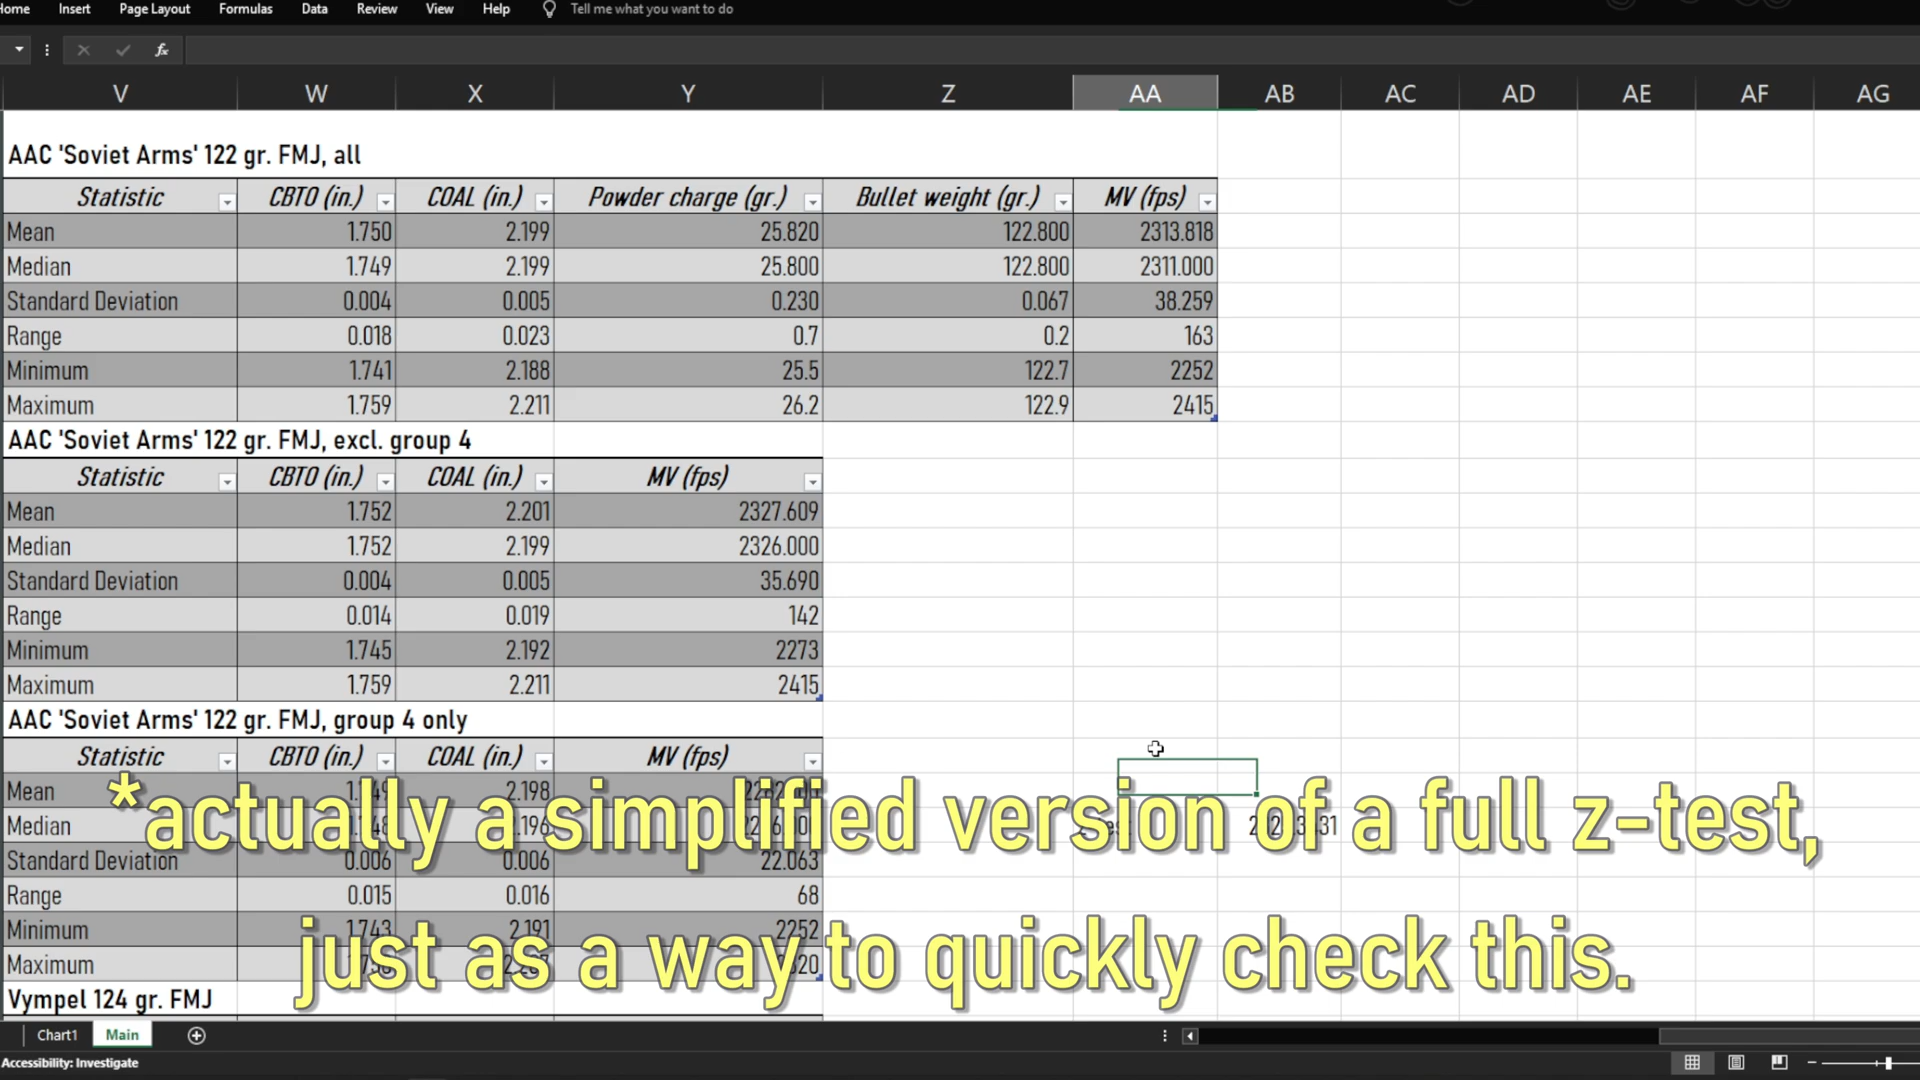 Home Insert Page Layout Formulas Data Review View Help Tell me what you want to do
fx
V W X Y Z AA AB AC AD AE AF AG
AAC 'Soviet Arms' 122 gr. FMJ, all
Statistic CBTO (in.) COAL (in.) Powder charge (gr.) Bullet weight (gr.) MV (fps)
Mean 1.750 2.199 25.820 122.800 2313.818
Median 1.749 2.199 25.800 122.800 2311.000
Standard Deviation 0.004 0.005 0.230 0.067 38.259
Range 0.018 0.023 0.7 0.2 163
Minimum 1.741 2.188 25.5 122.7 2252
Maximum 1.759 2.211 26.2 122.9 2415
AAC 'Soviet Arms' 122 gr. FMJ, excl. group 4
Statistic CBTO (in.) COAL (in.) MV (fps)
Mean 1.752 2.201 2327.609
Median 1.752 2.199 2326.000
Standard Deviation 0.004 0.005 35.690
Range 0.014 0.019 142
Minimum 1.745 2.192 2273
Maximum 1.759 2.211 2415
AAC 'Soviet Arms' 122 gr. FMJ, group 4 only
Statistic CBTO (in.) COAL (in.) MV (fps)
Mean 2.198
Median 2.196
*actually a simplified version of a full z-test,
Standard Deviation 0.006 0.006 22.063
Range 0.015 0.016 68
Minimum 1.743 2.191 2252
just as a way to quickly check this.
Maximum
Vympel 124 gr. FMJ
Chart1 Main
Accessibility: Investigate